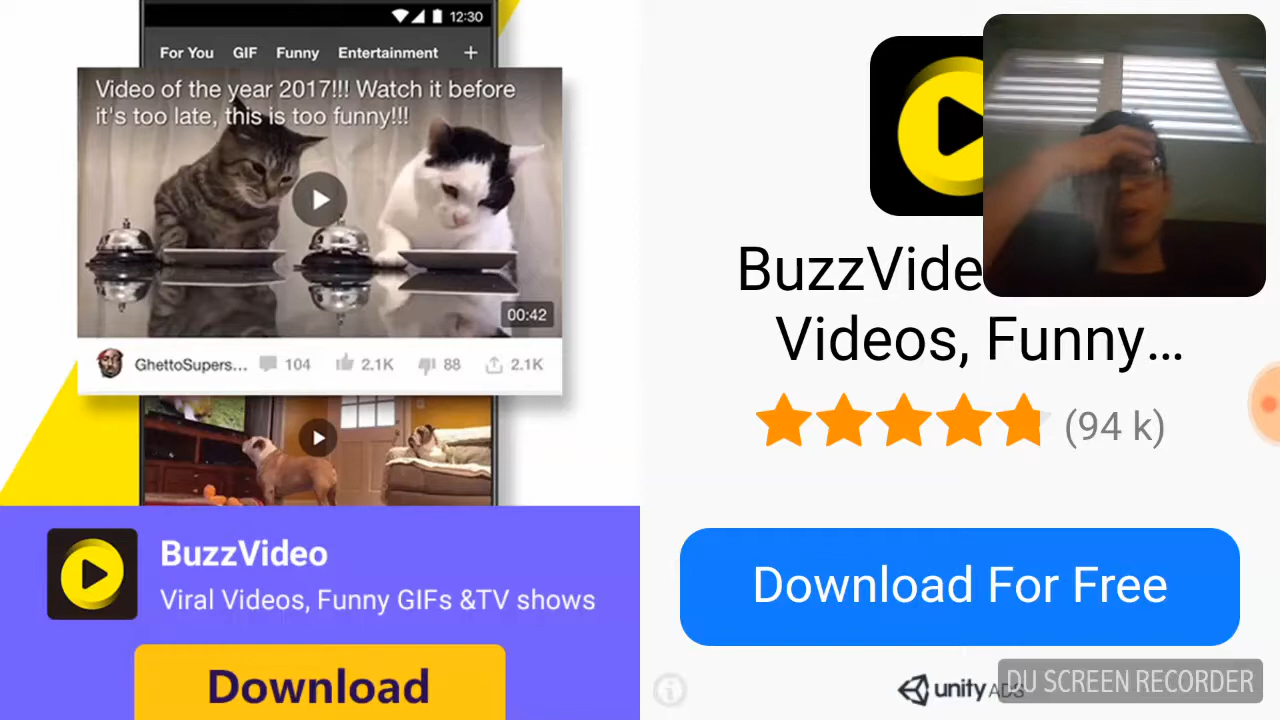 12:30
For You GIF Funny Entertainment +
Video of the year 2017!!! Watch it before
it's too late, this is too funny!!!
00:42
GhettoSupers... 104 2.1K 88 2.1K
BuzzVideo
Viral Videos, Funny GIFs &TV shows
Download
BuzzVide
Videos, Funny...
(94 k)
Download For Free
unity ADS
DU SCREEN RECORDER